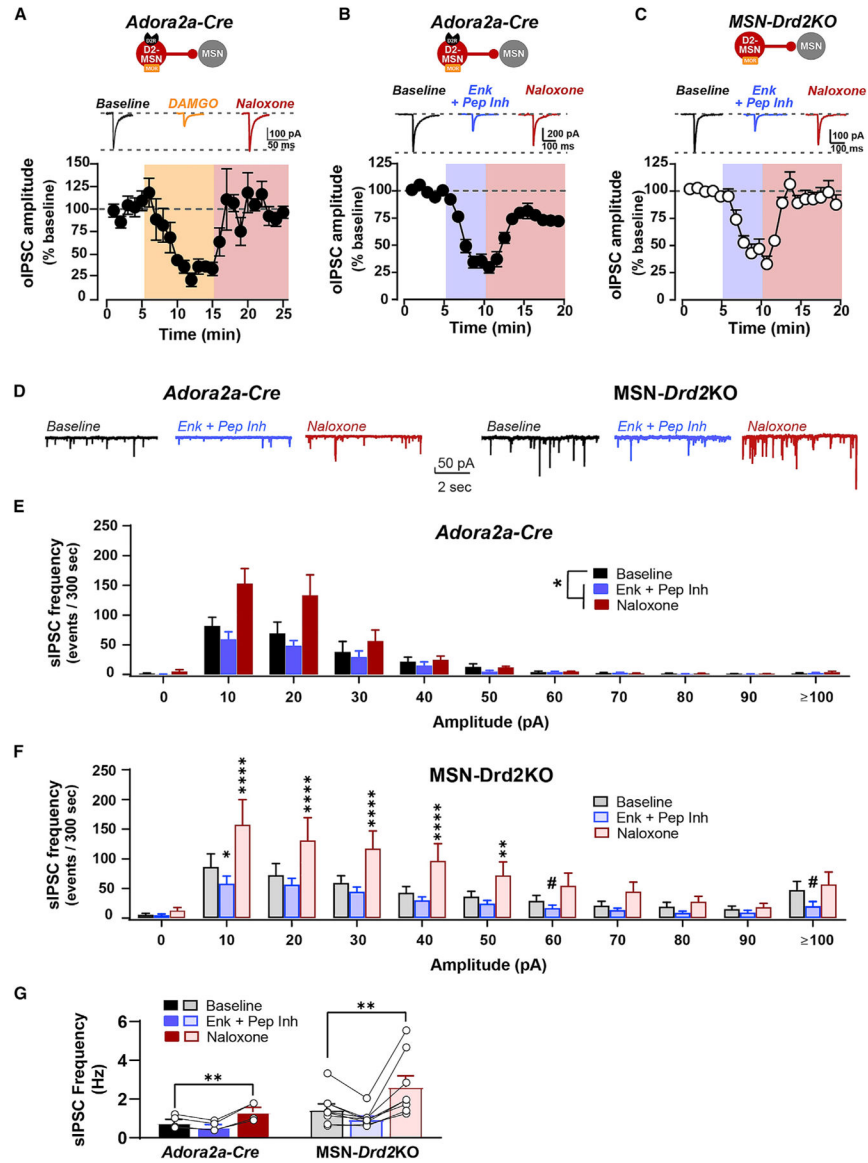 A
Adora2a-Cre
D2R
D2-
MSN
MOR
MSN
Baseline
DAMGO
Naloxone
100 pA
50 ms
oIPSC amplitude
(% baseline)
150
125
100
75
50
25
0
0 5 10 15 20 25
Time (min)
B
Adora2a-Cre
D2R
D2-
MSN
MOR
MSN
Baseline
Enk
+ Pep Inh
Naloxone
200 pA
100 ms
oIPSC amplitude
(% baseline)
125
100
75
50
25
0
0 5 10 15 20
Time (min)
C
MSN-Drd2KO
D2-
MSN
MOR
MSN
Baseline
Enk
+ Pep Inh
Naloxone
100 pA
100 ms
oIPSC amplitude
(% baseline)
125
100
75
50
25
0
0 5 10 15 20
Time (min)
D
Adora2a-Cre
MSN-Drd2KO
Baseline
Enk + Pep Inh
Naloxone
50 pA
2 sec
Baseline
Enk + Pep Inh
Naloxone
E
Adora2a-Cre
sIPSC frequency
(events / 300 sec)
250
200
150
100
50
0
*
Baseline
Enk + Pep Inh
Naloxone
0 10 20 30 40 50 60 70 80 90 ≥100
Amplitude (pA)
F
MSN-Drd2KO
sIPSC frequency
(events / 300 sec)
250
200
150
100
50
0
* **** **** **** **** ** # #
Baseline
Enk + Pep Inh
Naloxone
0 10 20 30 40 50 60 70 80 90 ≥100
Amplitude (pA)
G
sIPSC Frequency
(Hz)
6
4
2
0
Baseline
Enk + Pep Inh
Naloxone
**
**
Adora2a-Cre
MSN-Drd2KO